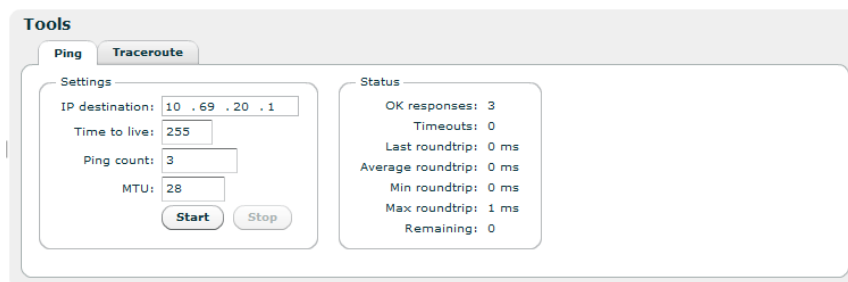 Tools
Ping Traceroute
Settings
IP destination: 10 . 69 . 20 . 1
Time to live: 255
Ping count: 3
MTU: 28
Start Stop
Status
OK responses: 3
Timeouts: 0
Last roundtrip: 0 ms
Average roundtrip: 0 ms
Min roundtrip: 0 ms
Max roundtrip: 1 ms
Remaining: 0